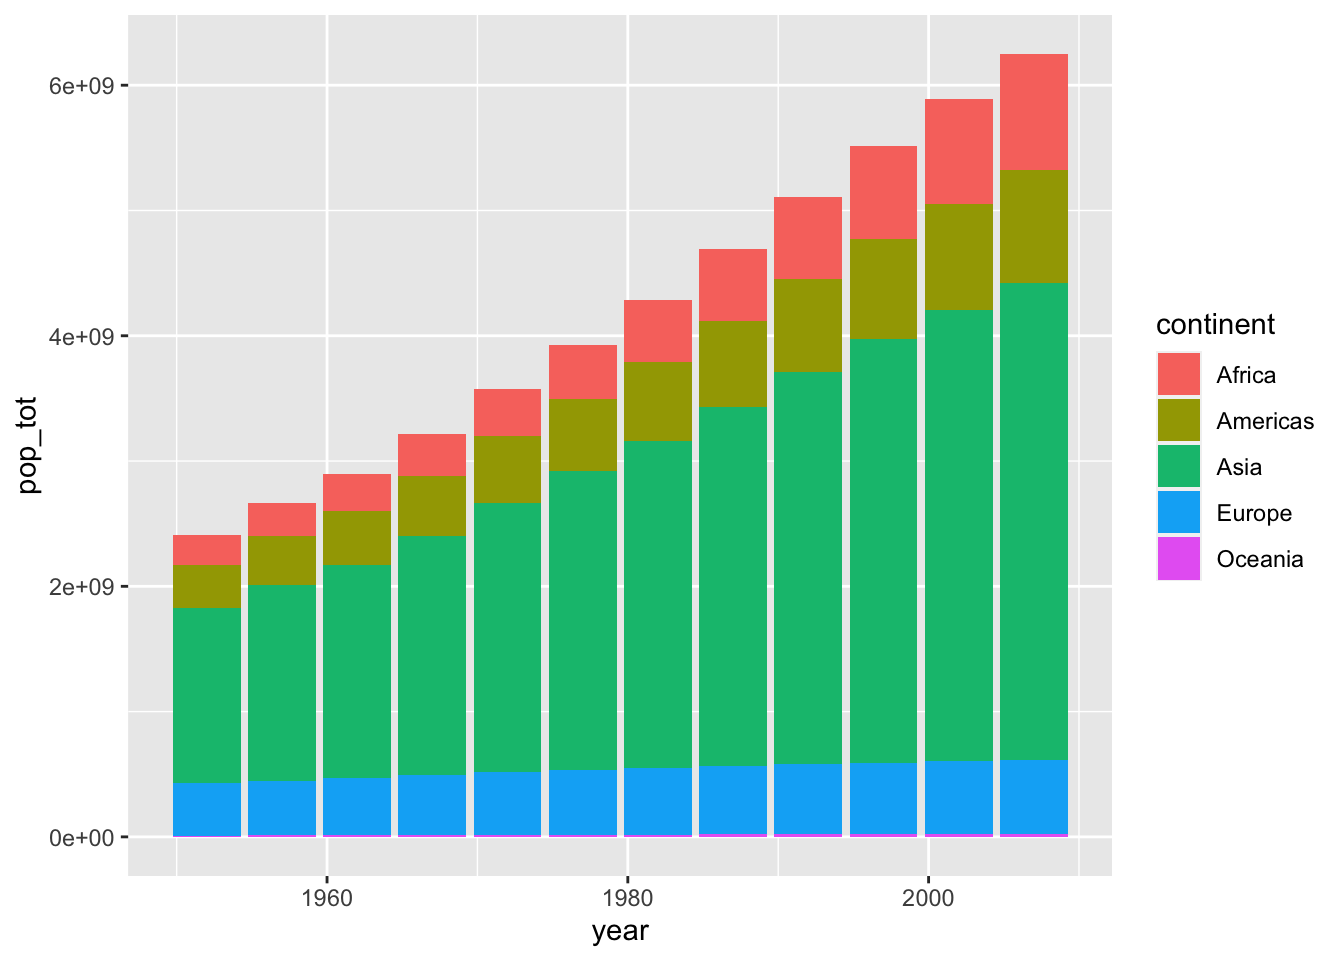 6e+09
4e+09
2e+09
0e+00
pop_tot
1960
1980
2000
year
continent
Africa
Americas
Asia
Europe
Oceania